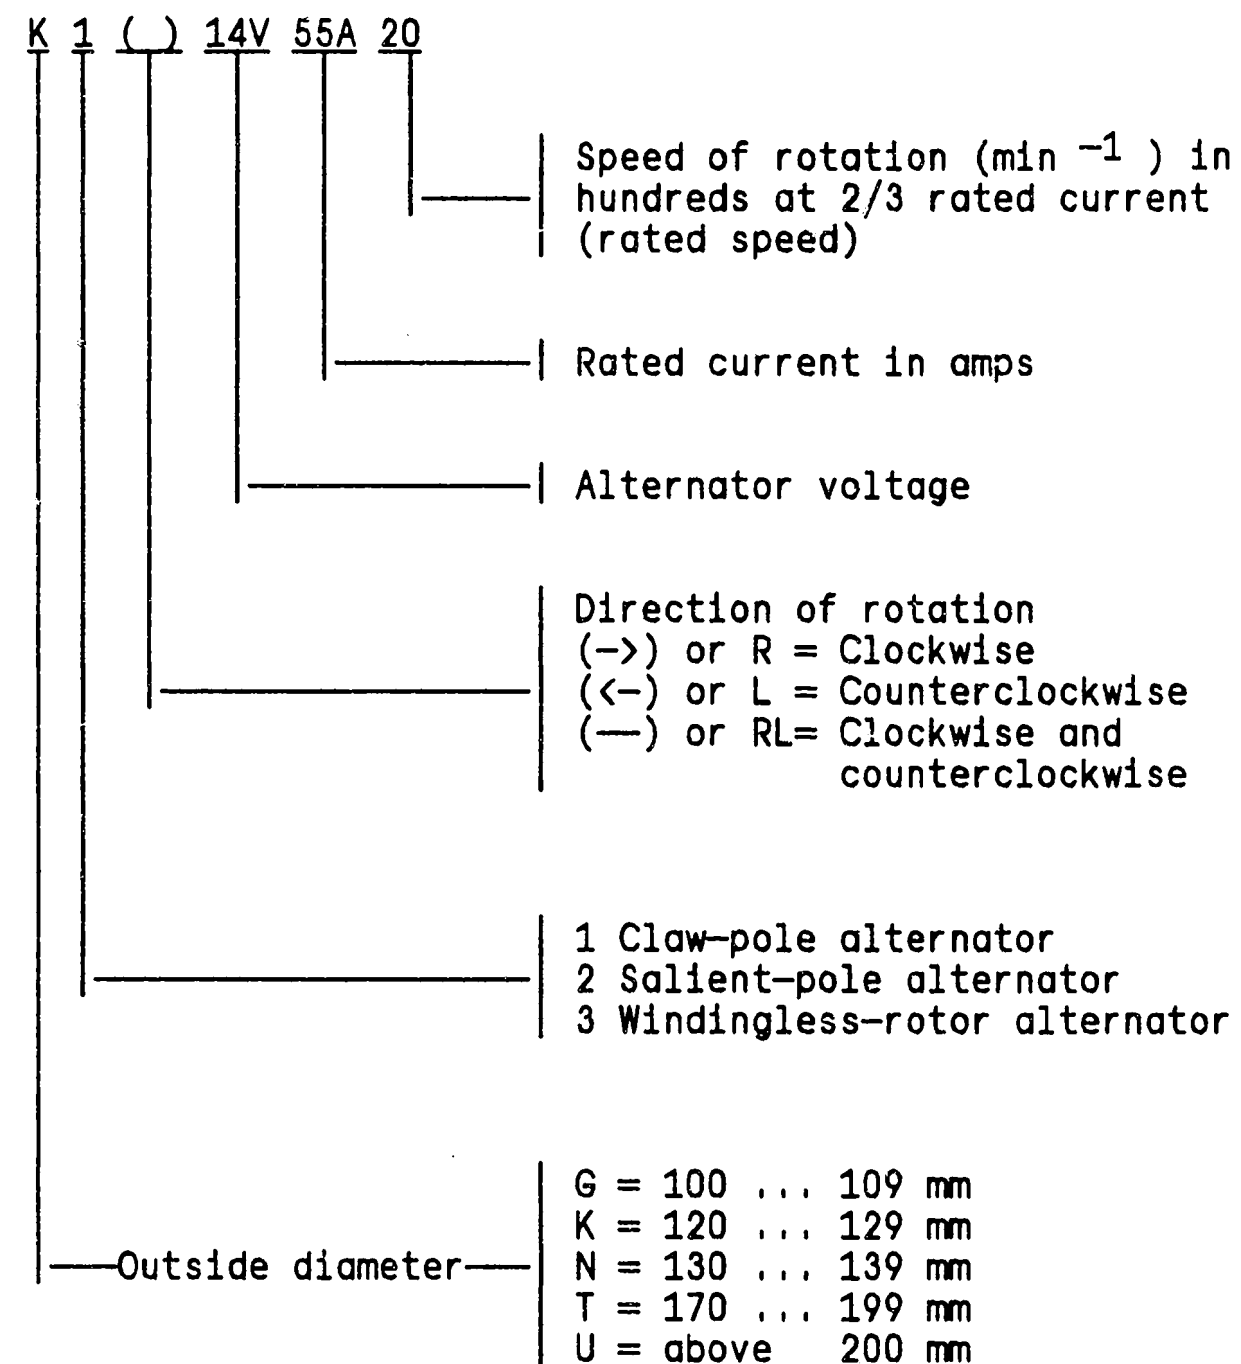 K 1 ( ) 14V 55A 20
Speed of rotation (min -1 ) in
hundreds at 2/3 rated current
(rated speed)
Rated current in amps
Alternator voltage
Direction of rotation
(->) or R = Clockwise
(<-) or L = Counterclockwise
(—) or RL= Clockwise and
counterclockwise
1 Claw-pole alternator
2 Salient-pole alternator
3 Windingless-rotor alternator
Outside diameter
G = 100 ... 109 mm
K = 120 ... 129 mm
N = 130 ... 139 mm
T = 170 ... 199 mm
U = above 200 mm